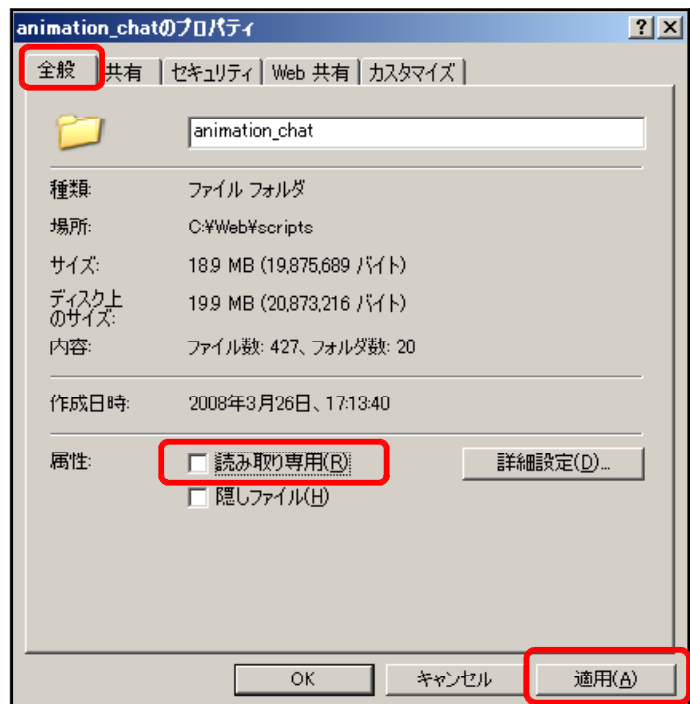 animation_chatのプロパティ
全般 共有 セキュリティ Web 共有 カスタマイズ
animation_chat
種類: ファイル フォルダ
場所: C:¥Web¥scripts
サイズ: 18.9 MB (19,875,689 バイト)
ディスク上
のサイズ: 19.9 MB (20,873,216 バイト)
内容: ファイル数: 427、フォルダ数: 20
作成日時: 2008年3月26日、17:13:40
属性: 読み取り専用(R) 詳細設定(D)...
隠しファイル(H)
OK キャンセル 適用(A)